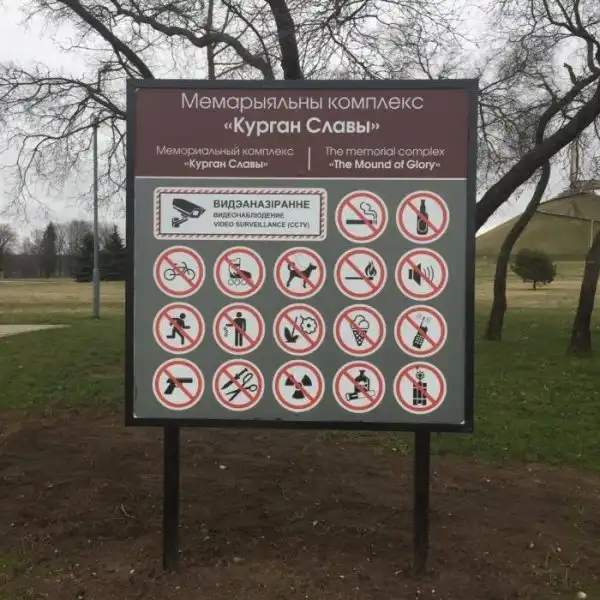 Мемарыяльны комплекс
«Курган Славы»
Мемориальный комплекс
«Курган Славы»
The memorial complex
«The Mound of Glory»
ВИДЭАНАЗІРАННЕ
ВИДЕОНАБЛЮДЕНИЕ
VIDEO SURVEILLANCE (CCTV)